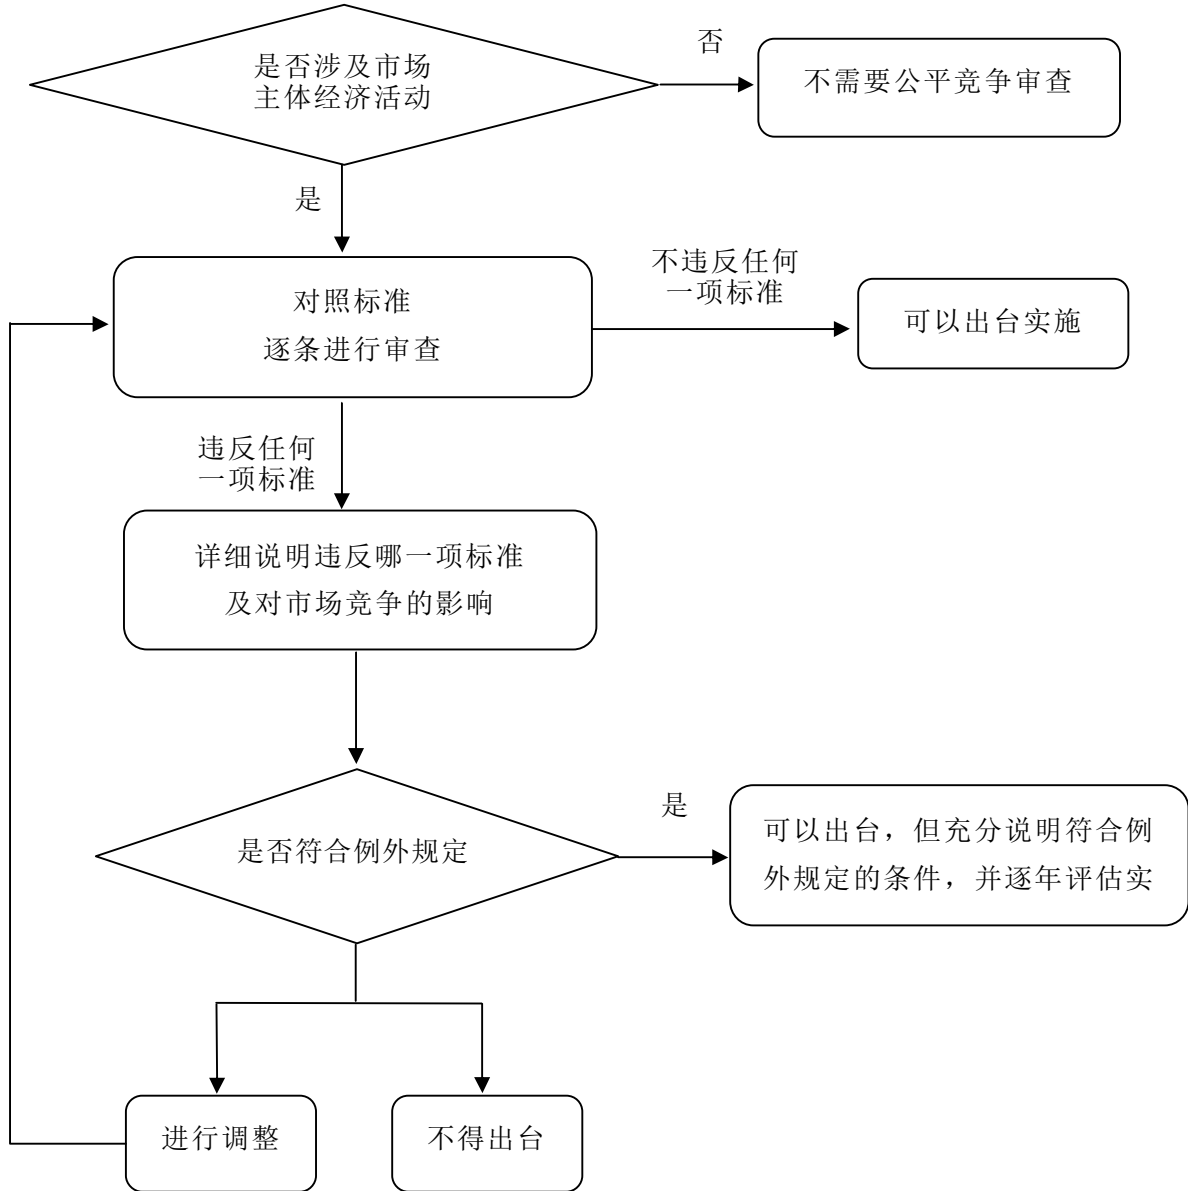 是否涉及市场
主体经济活动
否
不需要公平竞争审查
是
对照标准
逐条进行审查
不违反任何
一项标准
可以出台实施
违反任何
一项标准
详细说明违反哪一项标准
及对市场竞争的影响
是否符合例外规定
是
可以出台，但充分说明符合例
外规定的条件，并逐年评估实
进行调整
不得出台